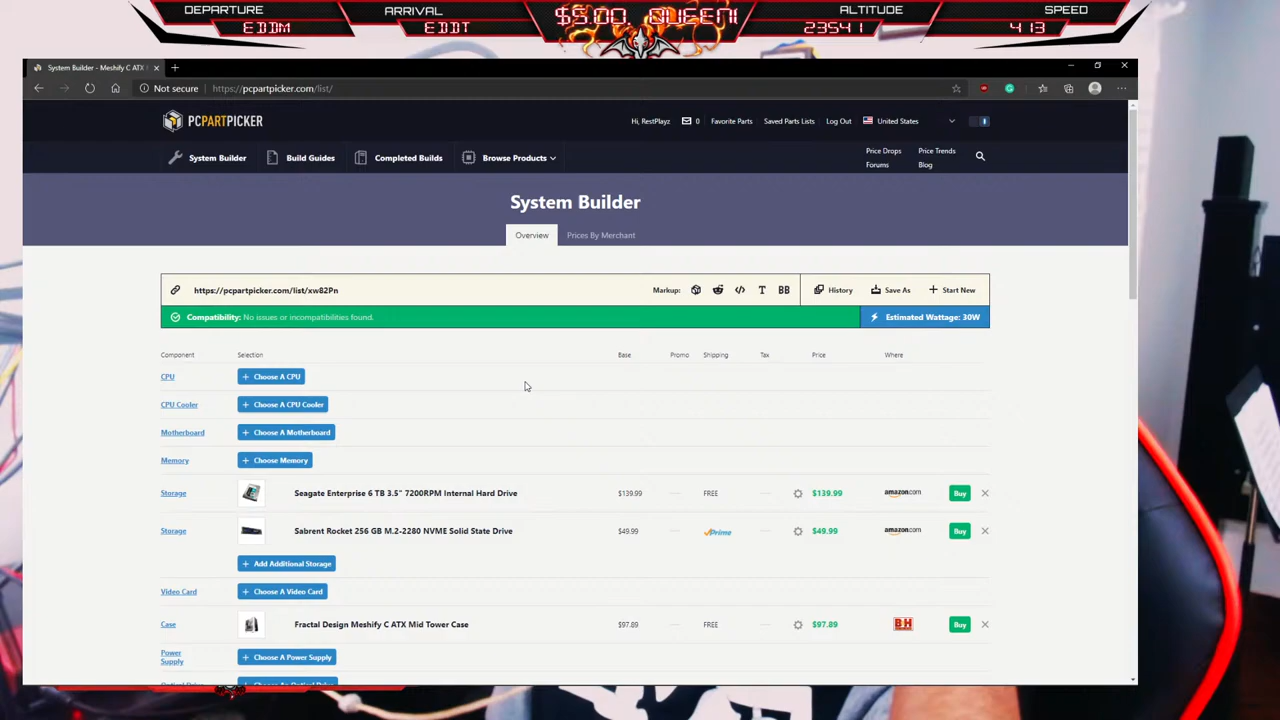 DEPARTURE ARRIVAL $5.00 QUEEN ALTITUDE SPEED
EDDM EDDT 23541 413
System Builder - Meshify C ATX
Not secure https://pcpartpicker.com/list/
PCPARTPICKER Hi, RestPlayz 0 Favorite Parts Saved Parts Lists Log Out United States
System Builder Build Guides Completed Builds Browse Products Price Drops Price Trends
Forums Blog
System Builder
Overview Prices By Merchant
https://pcpartpicker.com/list/xw82Pn Markup: T BB History Save As + Start New
Compatibility: No issues or incompatibilities found. Estimated Wattage: 30W
Component Selection Base Promo Shipping Tax Price Where
CPU + Choose A CPU
CPU Cooler + Choose A CPU Cooler
Motherboard + Choose A Motherboard
Memory + Choose Memory
Storage Seagate Enterprise 6 TB 3.5" 7200RPM Internal Hard Drive $139.99 — FREE — $139.99 amazon.com Buy
Storage Sabrent Rocket 256 GB M.2-2280 NVME Solid State Drive $49.99 — Prime — $49.99 amazon.com Buy
+ Add Additional Storage
Video Card + Choose A Video Card
Case Fractal Design Meshify C ATX Mid Tower Case $97.89 — FREE — $97.89 B&H Buy
Power Supply + Choose A Power Supply